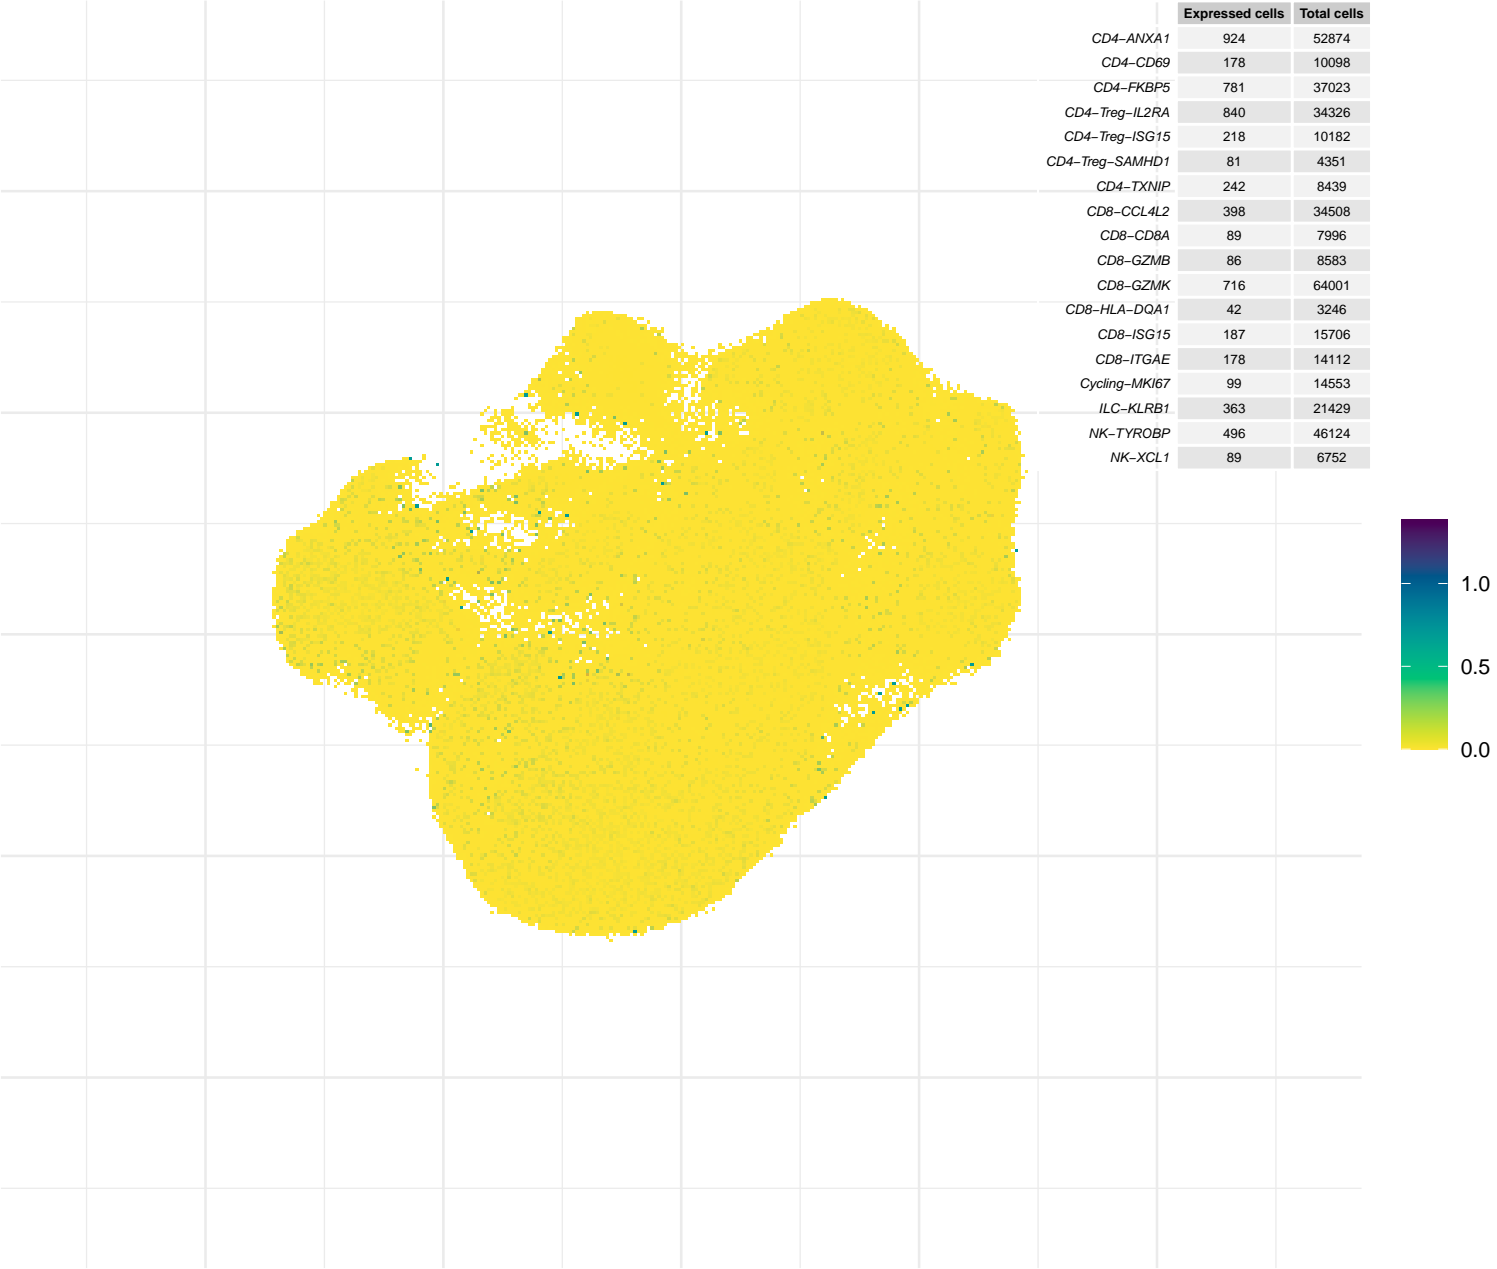 Expressed cells Total cells
CD4−ANXA1 924 52874
CD4−CD69 178 10098
CD4−FKBP5 781 37023
CD4−Treg−IL2RA 840 34326
CD4−Treg−ISG15 218 10182
CD4−Treg−SAMHD1 81 4351
CD4−TXNIP 242 8439
CD8−CCL4L2 398 34508
CD8−CD8A 89 7996
CD8−GZMB 86 8583
CD8−GZMK 716 64001
CD8−HLA−DQA1 42 3246
CD8−ISG15 187 15706
CD8−ITGAE 178 14112
Cycling−MKI67 99 14553
ILC−KLRB1 363 21429
NK−TYROBP 496 46124
NK−XCL1 89 6752
1.0
0.5
0.0